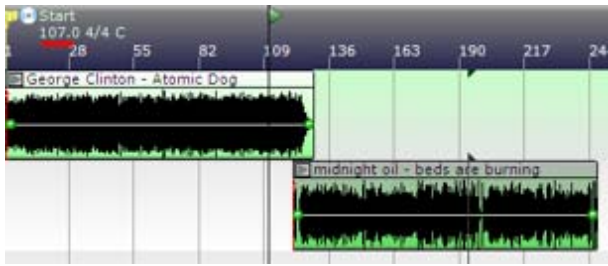 Start
107.0 4/4 C
1 28 55 82 109 136 163 190 217 24
George Clinton - Atomic Dog
midnight oil - beds are burning